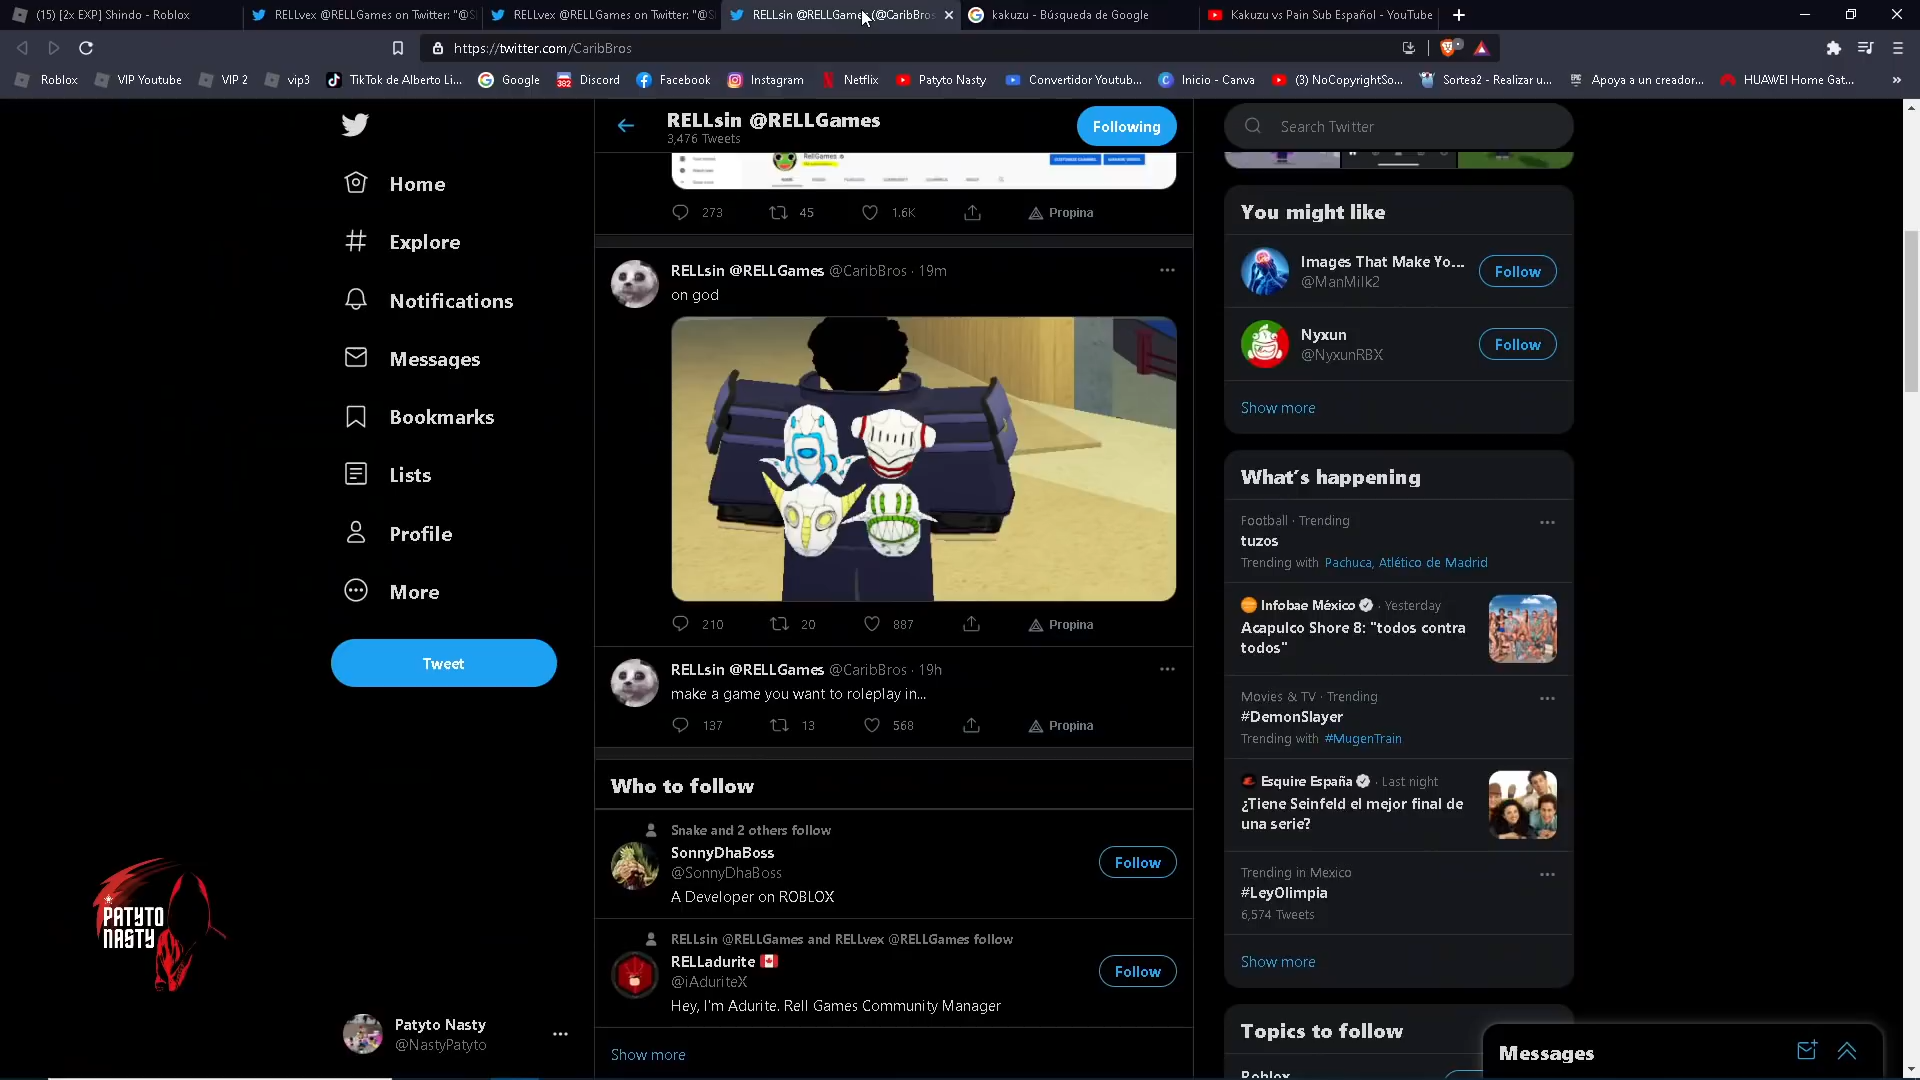 (15) [2x EXP] Shindo - Roblox
RELLvex @RELLGames on Twitter: "@S
RELLvex @RELLGames on Twitter: "@S
RELLsin @RELLGames (@CaribBros
kakuzu - Búsqueda de Google
Kakuzu vs Pain Sub Español - YouTube
https://twitter.com/CaribBros
Roblox
VIP Youtube
VIP 2
vip3
TikTok de Alberto Li...
Google
Discord
Facebook
Instagram
Netflix
Patyto Nasty
Convertidor Youtub...
Inicio - Canva
(3) NoCopyrightSo...
Sortea2 - Realizar u...
Apoya a un creador...
HUAWEI Home Gat...
Home
Explore
Notifications
Messages
Bookmarks
Lists
Profile
More
Tweet
PATYTO
NASTY
Patyto Nasty
@NastyPatyto
RELLsin @RELLGames
3,476 Tweets
Following
RellGames
273
45
1.6K
Propina
RELLsin @RELLGames @CaribBros · 19m
on god
210
20
887
Propina
RELLsin @RELLGames @CaribBros · 19h
make a game you want to roleplay in...
137
13
568
Propina
Who to follow
Snake and 2 others follow
SonnyDhaBoss
@SonnyDhaBoss
A Developer on ROBLOX
Follow
RELLsin @RELLGames and RELLvex @RELLGames follow
RELLadurite
@iAduriteX
Hey, I'm Adurite. Rell Games Community Manager
Follow
Show more
Search Twitter
You might like
Images That Make Yo...
@ManMilk2
Follow
Nyxun
@NyxunRBX
Follow
Show more
What's happening
Football · Trending
tuzos
Trending with Pachuca, Atlético de Madrid
Infobae México · Yesterday
Acapulco Shore 8: "todos contra
todos"
Movies & TV · Trending
#DemonSlayer
Trending with #MugenTrain
Esquire España · Last night
¿Tiene Seinfeld el mejor final de
una serie?
Trending in Mexico
#LeyOlimpia
6,574 Tweets
Show more
Topics to follow
Roblox
Messages